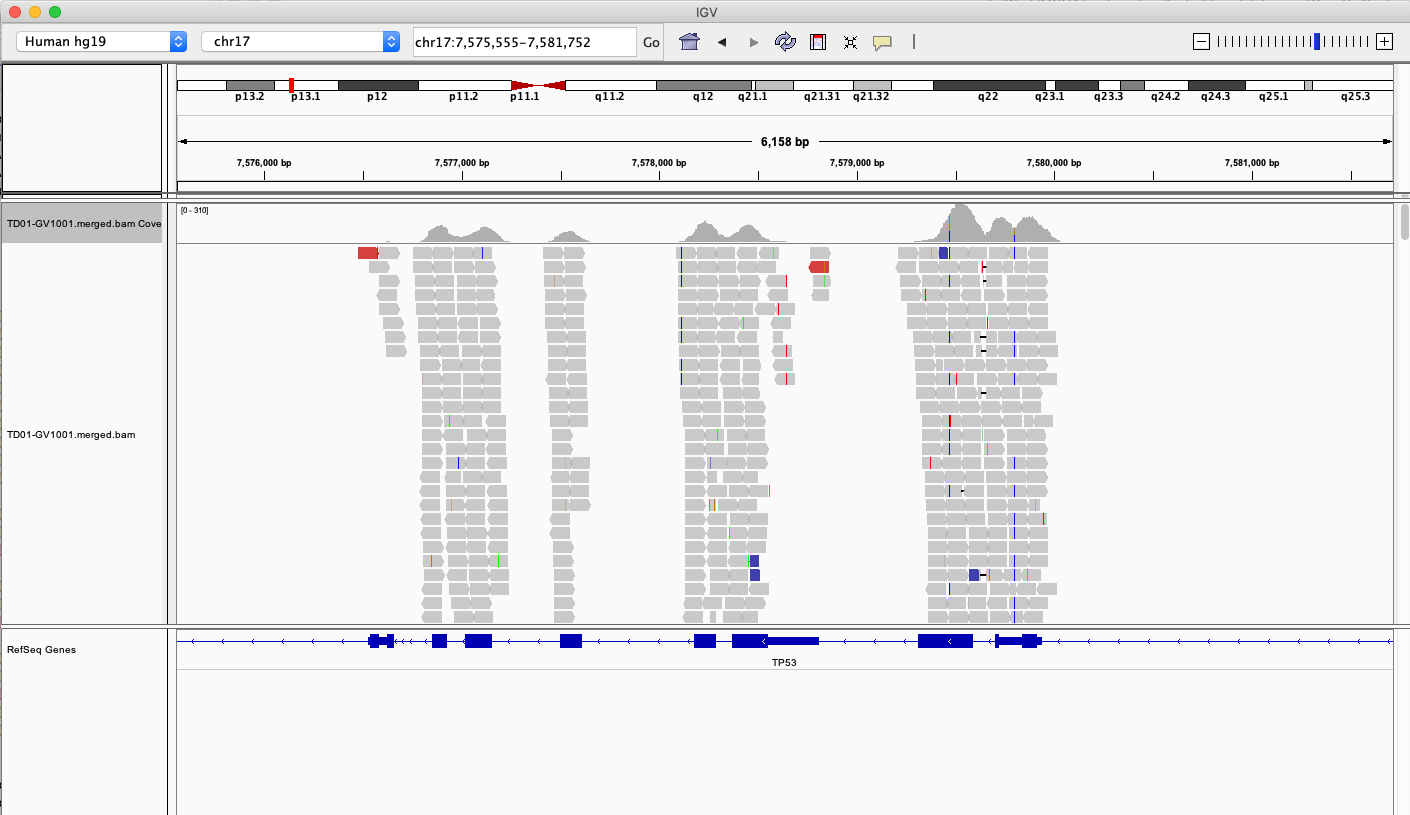 IGV
Human hg19 chr17 chr17:7,575,555-7,581,752 Go
p13.2 p13.1 p12 p11.2 p11.1 q11.2 q12 q21.1 q21.31 q21.32 q22 q23.1 q23.3 q24.2 q24.3 q25.1 q25.3
6,158 bp
7,576,000 bp 7,577,000 bp 7,578,000 bp 7,579,000 bp 7,580,000 bp 7,581,000 bp
[0 - 310]
TD01-GV1001.merged.bam Cove
TD01-GV1001.merged.bam
RefSeq Genes
TP53